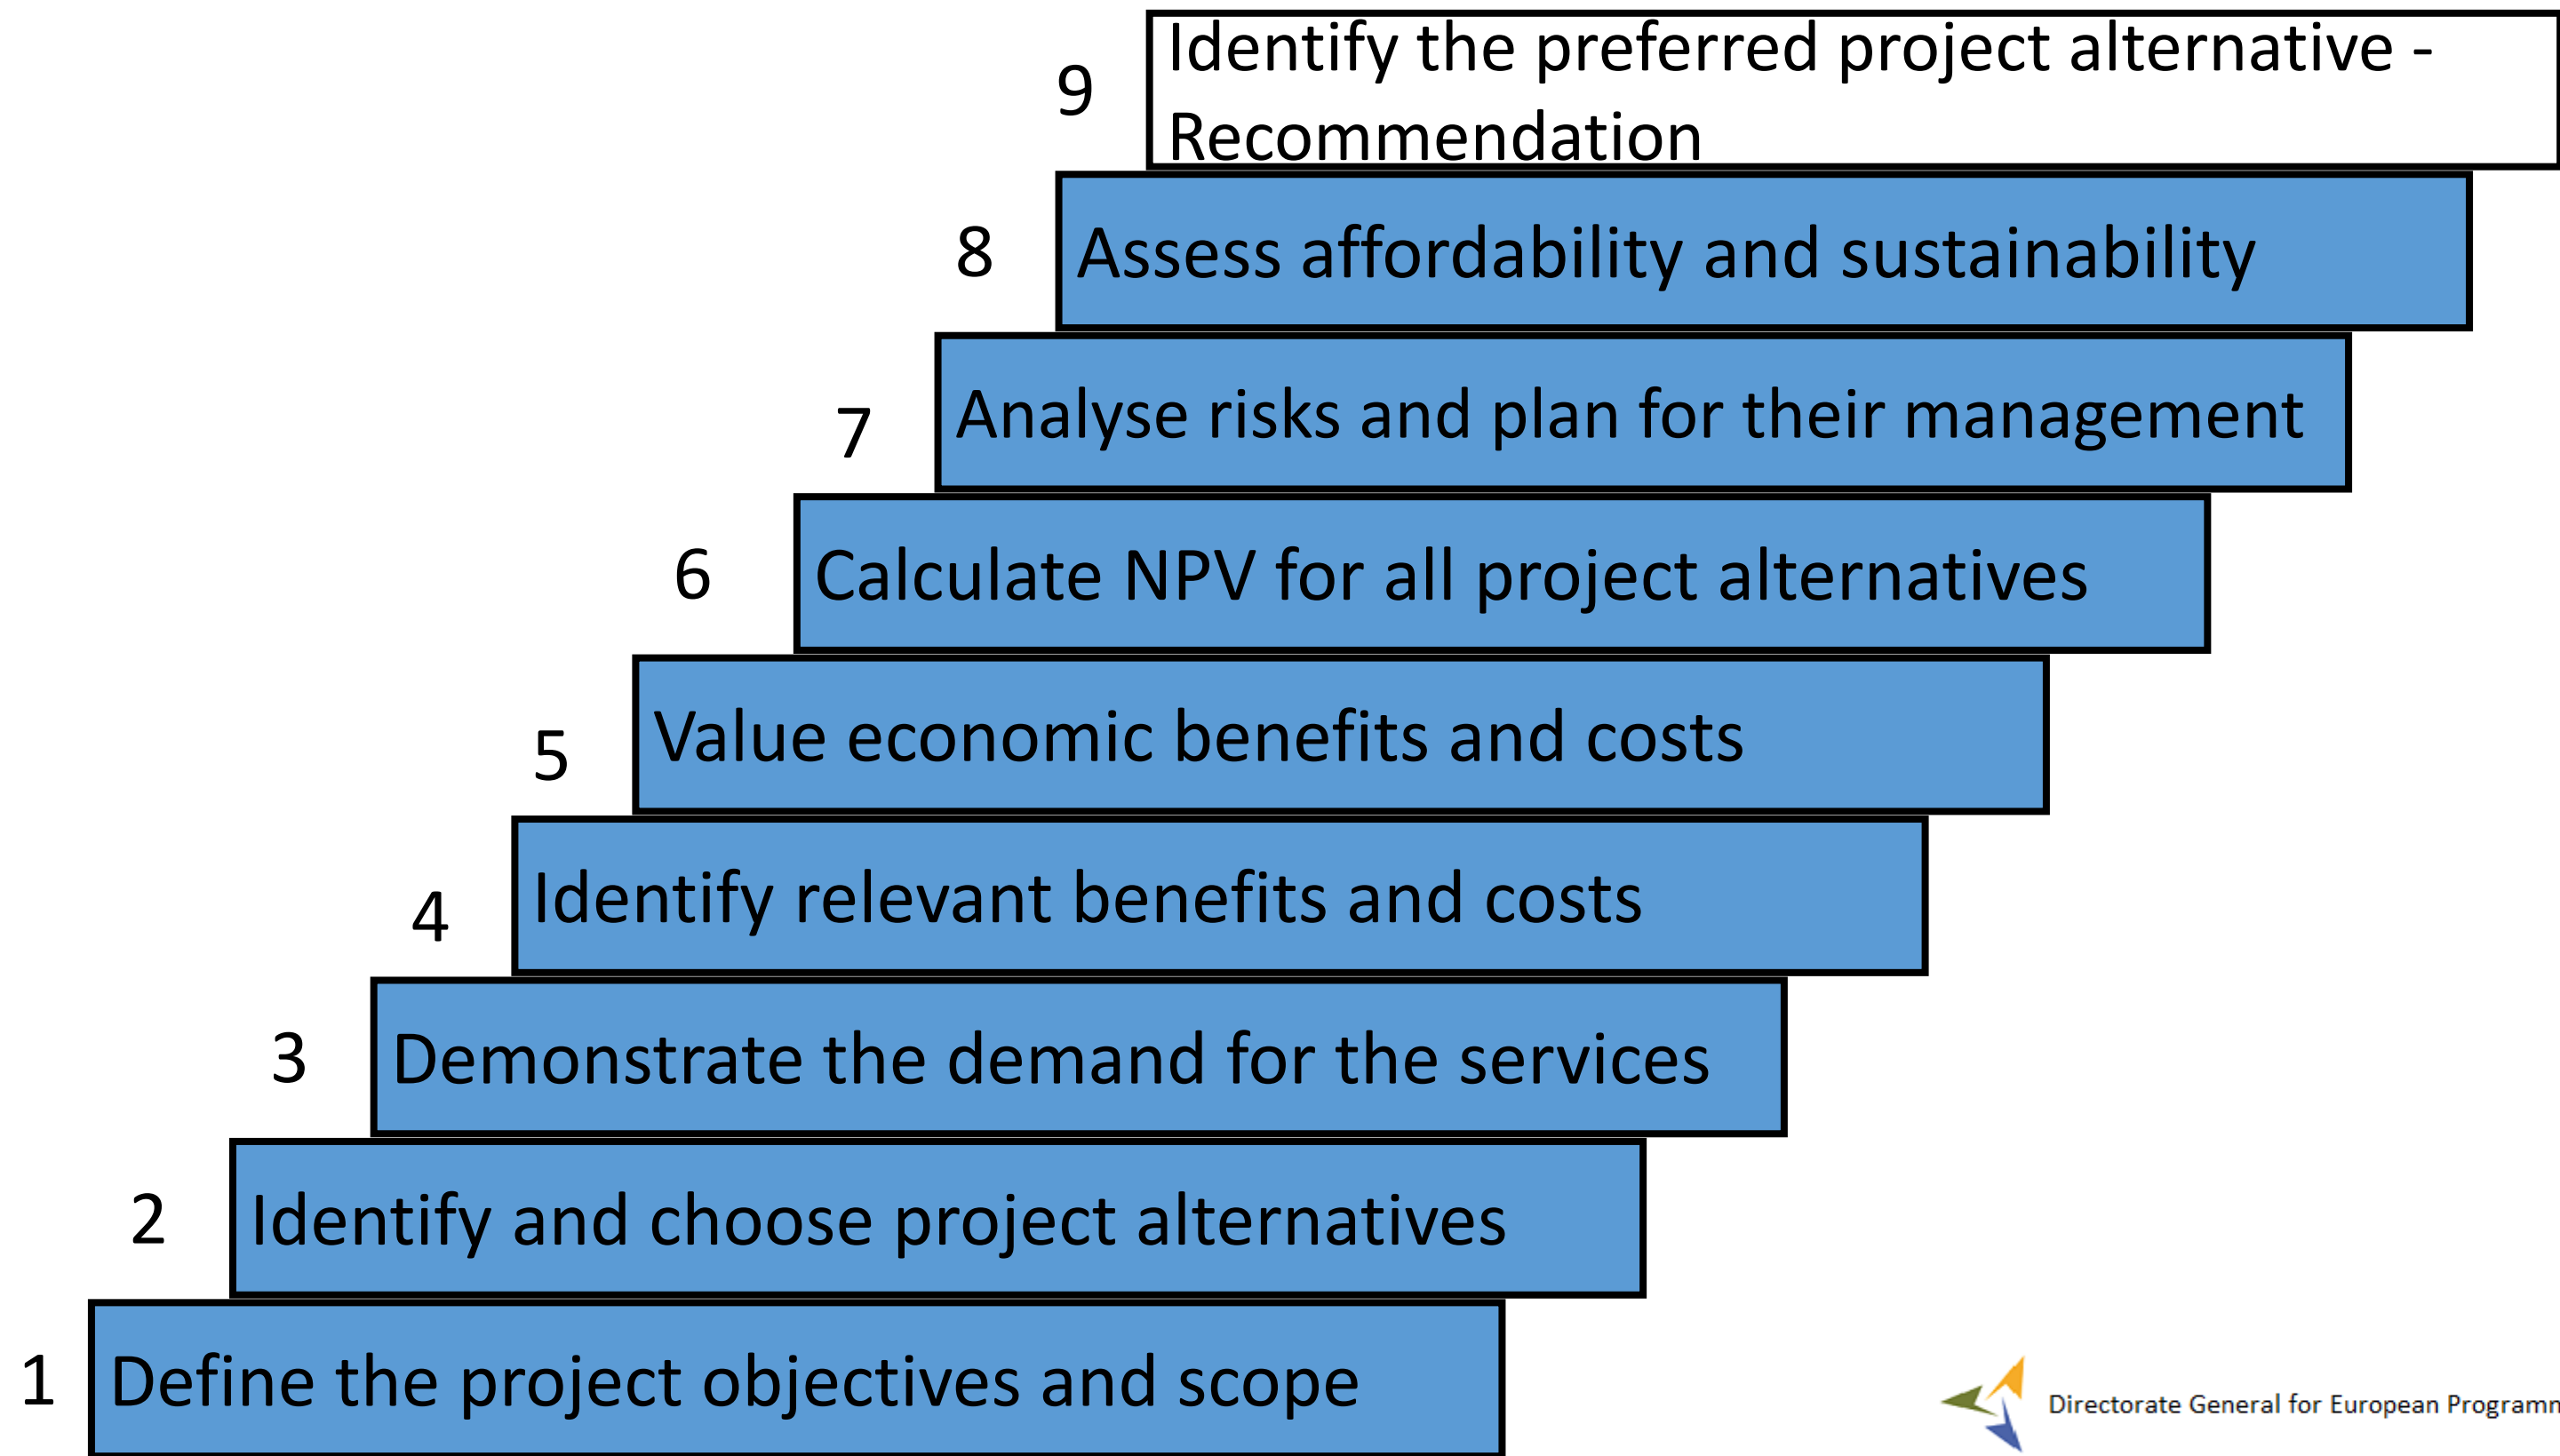 9
Identify the preferred project alternative -
Recommendation
8
Assess affordability and sustainability
7
Analyse risks and plan for their management
6
Calculate NPV for all project alternatives
5
Value economic benefits and costs
4
Identify relevant benefits and costs
3
Demonstrate the demand for the services
2
Identify and choose project alternatives
1
Define the project objectives and scope
Directorate General for European